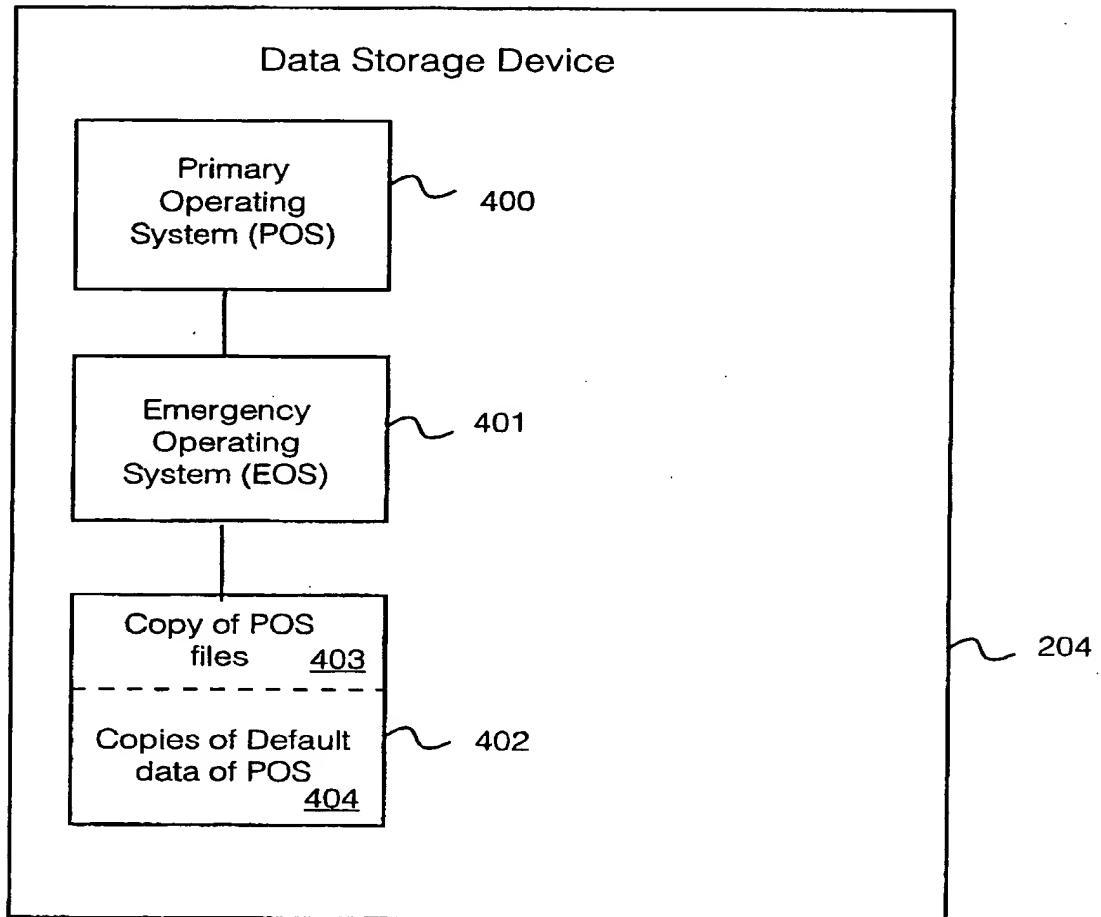 Data Storage Device
Primary
Operating
System (POS)
400
Emergency
Operating
System (EOS)
401
Copy of POS
files 403
Copies of Default
data of POS
404
402
204